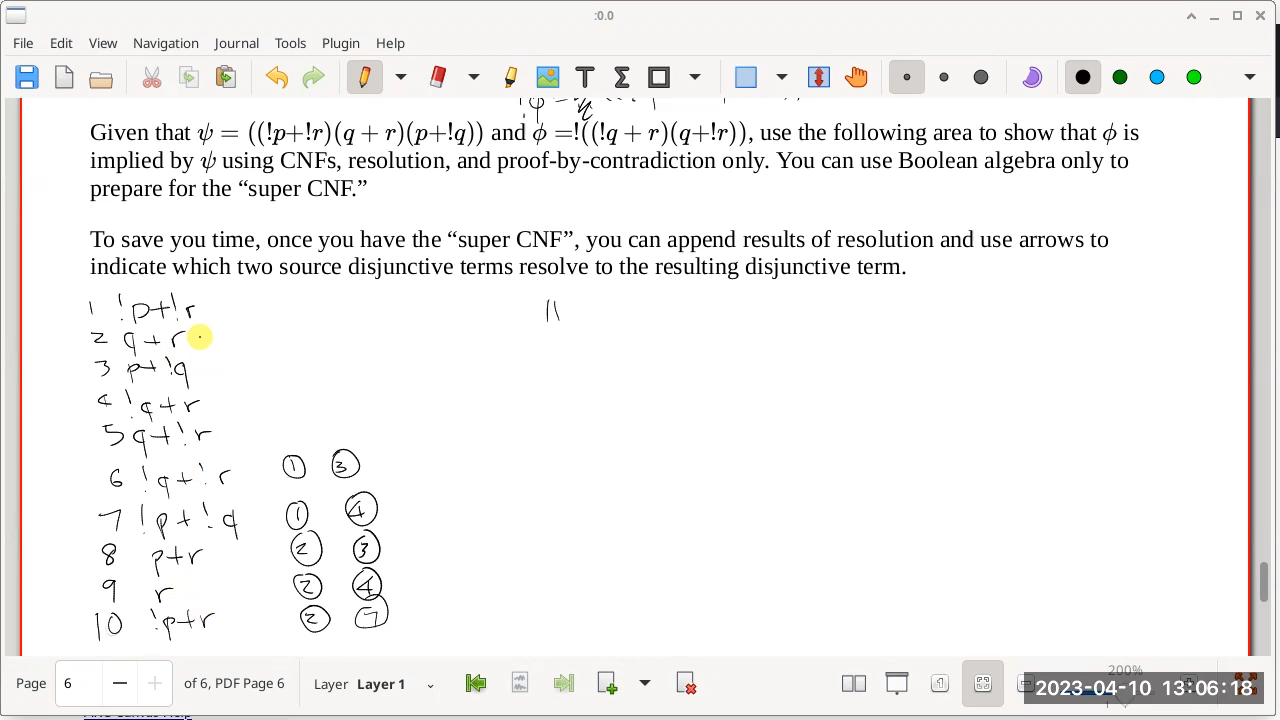 :0.0
File Edit View Navigation Journal Tools Plugin Help
Given that ψ = ((!p+!r)(q + r)(p+!q)) and ϕ =!((!q + r)(q+!r)), use the following area to show that ϕ is
implied by ψ using CNFs, resolution, and proof-by-contradiction only. You can use Boolean algebra only to
prepare for the “super CNF.”
To save you time, once you have the “super CNF”, you can append results of resolution and use arrows to
indicate which two source disjunctive terms resolve to the resulting disjunctive term.
1 !p+!r 11
2 q+r
3 p+!q
4 !q+r
5 q+!r
6 !q+!r 1 3
7 !p+!q 1 4
8 p+r 2 3
9 r 2 4
10 !p+r 2 7
Page 6 of 6, PDF Page 6 Layer Layer 1 200%
2023-04-10 13:06:18